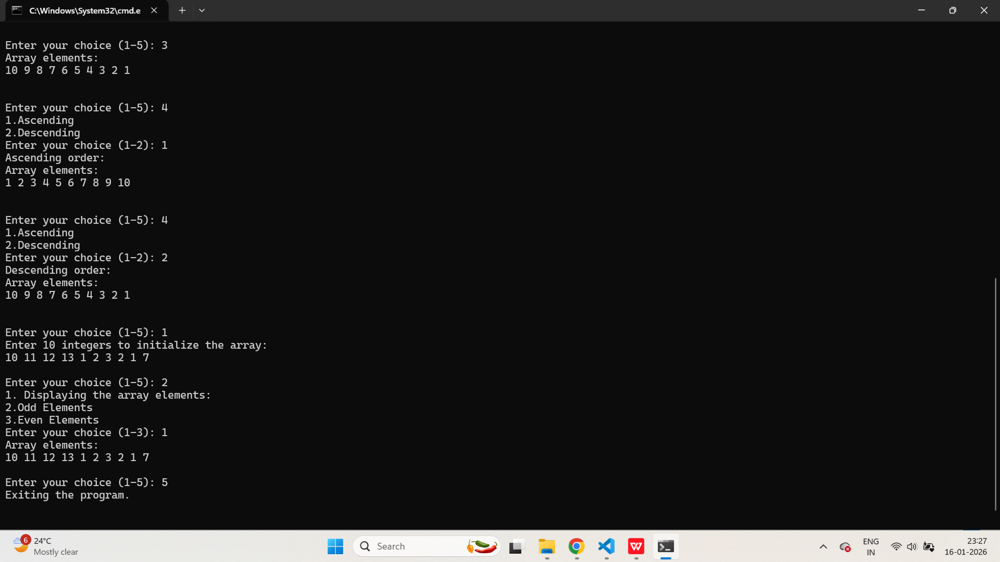 C:\Windows\System32\cmd.e
Enter your choice (1-5): 3
Array elements:
10 9 8 7 6 5 4 3 2 1
Enter your choice (1-5): 4
1.Ascending
2.Descending
Enter your choice (1-2): 1
Ascending order:
Array elements:
1 2 3 4 5 6 7 8 9 10
Enter your choice (1-5): 4
1.Ascending
2.Descending
Enter your choice (1-2): 2
Descending order:
Array elements:
10 9 8 7 6 5 4 3 2 1
Enter your choice (1-5): 1
Enter 10 integers to initialize the array:
10 11 12 13 1 2 3 2 1 7
Enter your choice (1-5): 2
1. Displaying the array elements:
2.Odd Elements
3.Even Elements
Enter your choice (1-3): 1
Array elements:
10 11 12 13 1 2 3 2 1 7
Enter your choice (1-5): 5
Exiting the program.
6
24°C
Mostly clear
Search
W
ENG
IN
23:27
16-01-2026